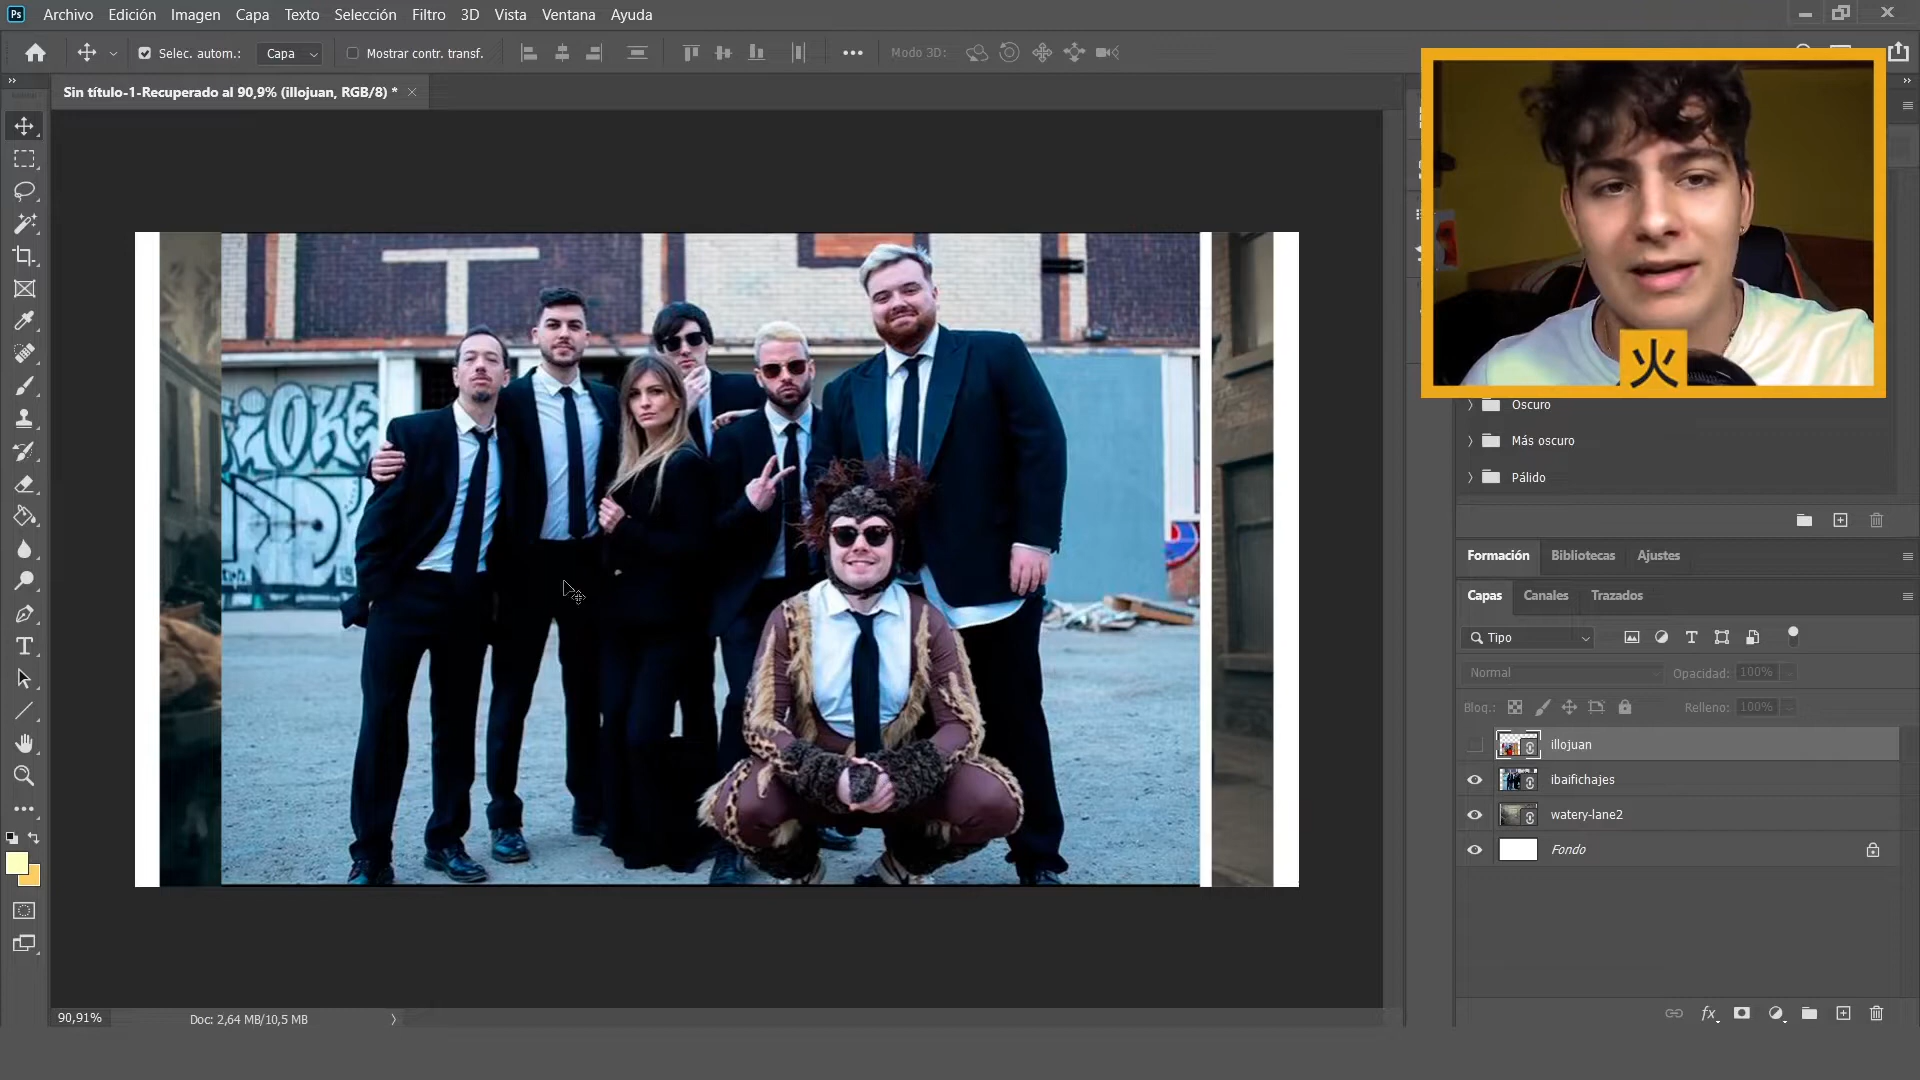 Ps Archivo Edición Imagen Capa Texto Selección Filtro 3D Vista Ventana Ayuda
Selec. autom.: Capa Mostrar contr. transf. Modo 3D:
Sin título-1-Recuperado al 90,9% (illojuan, RGB/8) *
火
Oscuro
Más oscuro
Pálido
Formación Bibliotecas Ajustes
Capas Canales Trazados
Tipo
Normal Opacidad: 100%
Bloq.: Relleno: 100%
illojuan
ibaifichajes
watery-lane2
Fondo
fx
90,91% Doc: 2,64 MB/10,5 MB